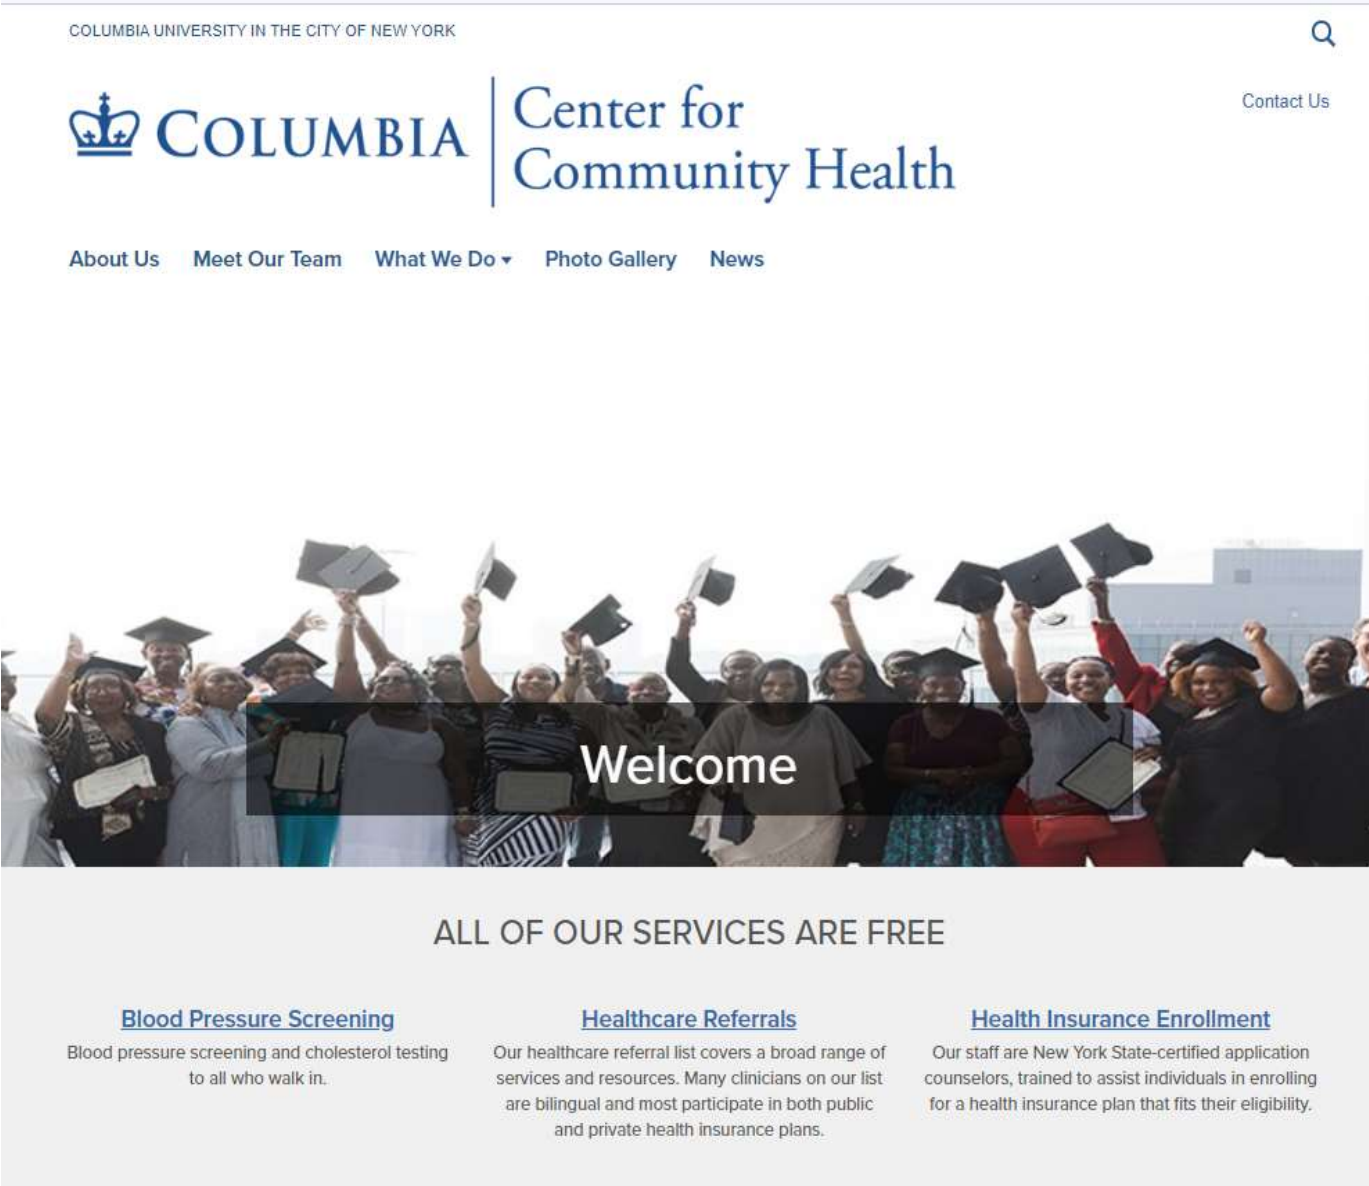 COLUMBIA UNIVERSITY IN THE CITY OF NEW YORK
Contact Us
COLUMBIA
Center for
Community Health
About Us Meet Our Team What We Do Photo Gallery News
Welcome
ALL OF OUR SERVICES ARE FREE
Blood Pressure Screening
Blood pressure screening and cholesterol testing
to all who walk in.
Healthcare Referrals
Our healthcare referral list covers a broad range of
services and resources. Many clinicians on our list
are bilingual and most participate in both public
and private health insurance plans.
Health Insurance Enrollment
Our staff are New York State-certified application
counselors, trained to assist individuals in enrolling
for a health insurance plan that fits their eligibility.